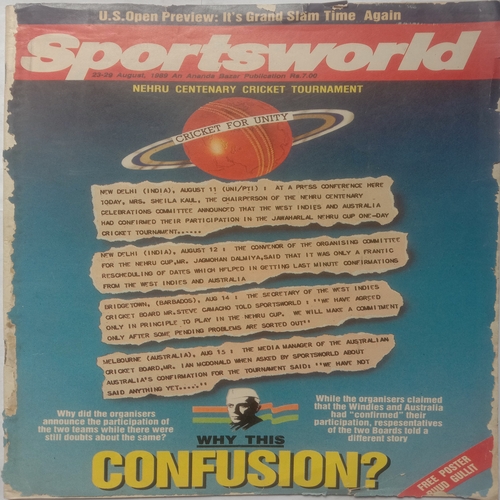 U.S.Open Preview: It's Grand Slam Time Again
Sportsworld
23-29 August, 1989 An Ananda Bazar Publication Rs.7.00
NEHRU CENTENARY CRICKET TOURNAMENT
CRICKET FOR UNITY
NEW DELHI (INDIA), AUGUST 11 (UNI/PTI) : AT A PRESS CONFERENCE HERE
TODAY, MRS. SHEILA KAUL, THE CHAIRPERSON OF THE NEHRU CENTENARY
CELEBRATIONS COMMITTEE ANNOUNCED THAT THE WEST INDIES AND AUSTRALIA
HAD CONFIRMED THEIR PARTICIPATION IN THE JAWAHARLAL NEHRU CUP ONE-DAY
CRICKET TOURNAMENT......
NEW DELHI (INDIA), AUGUST 12 : THE CONVENOR OF THE ORGANISING COMMITTEE
FOR THE NEHRU CUP,MR. JAGMOHAN DALMIYA,SAID THAT IT WAS ONLY A FRANTIC
RESCHEDULING OF DATES WHICH HELPED IN GETTING LAST MINUTE CONFIRMATIONS
FROM THE WEST INDIES AND AUSTRALIA
BRIDGETOWN, (BARBADOS), AUG 14 : THE SECRETARY OF THE WEST INDIES
CRICKET BOARD MR.STEVE CAMACHO TOLD SPORTSWORLD : ''WE HAVE AGREED
ONLY IN PRINCIPLE TO PLAY IN THE NEHRU CUP. WE WILL MAKE A COMMITMENT
ONLY AFTER SOME PENDING PROBLEMS ARE SORTED OUT''
MELBOURNE (AUSTRALIA), AUG 15 : THE MEDIA MANAGER OF THE AUSTRALIAN
CRICKET BOARD,MR. IAN MCDONALD WHEN ASKED BY SPORTSWORLD ABOUT
AUSTRALIA'S CONFIRMATION FOR THE TOURNAMENT SAID: ''WE HAVE NOT
SAID ANYTHING YET.....''
Why did the organisers
announce the participation of
the two teams while there were
still doubts about the same?
While the organisers claimed
that the Windies and Australia
had "confirmed" their
participation, respesentatives
of the two Boards told a
different story
WHY THIS
CONFUSION?
FREE POSTER
RUUD GULLIT